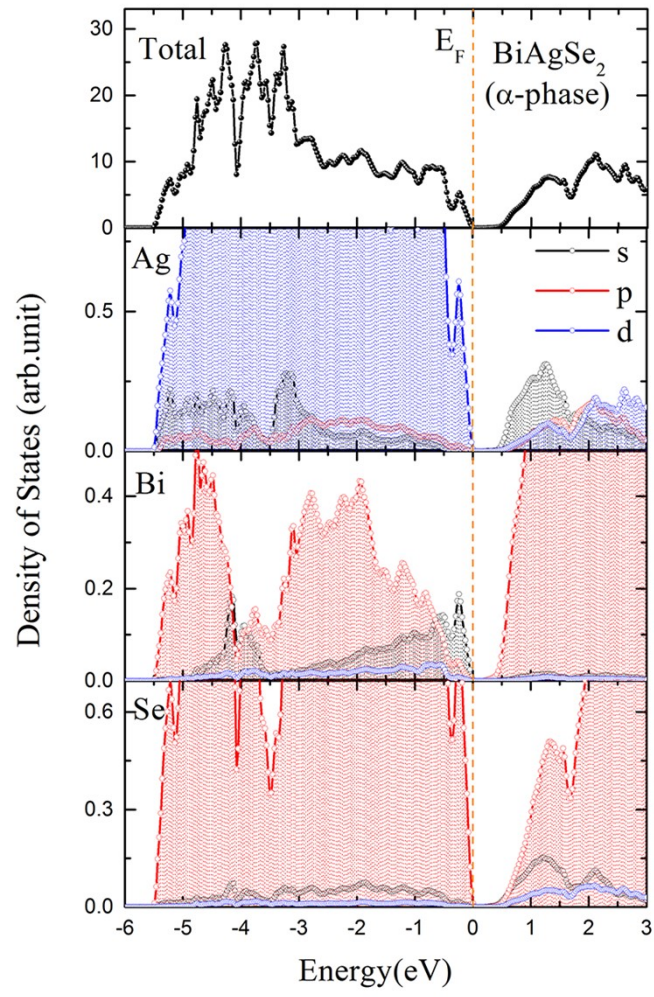 Total
E_F
BiAgSe₂
(α-phase)
30
20
10
0
Ag
s
p
d
0.5
0.0
Bi
0.4
0.2
0.0
Se
0.6
0.3
0.0
-6 -5 -4 -3 -2 -1 0 1 2 3
Density of States (arb.unit)
Energy(eV)